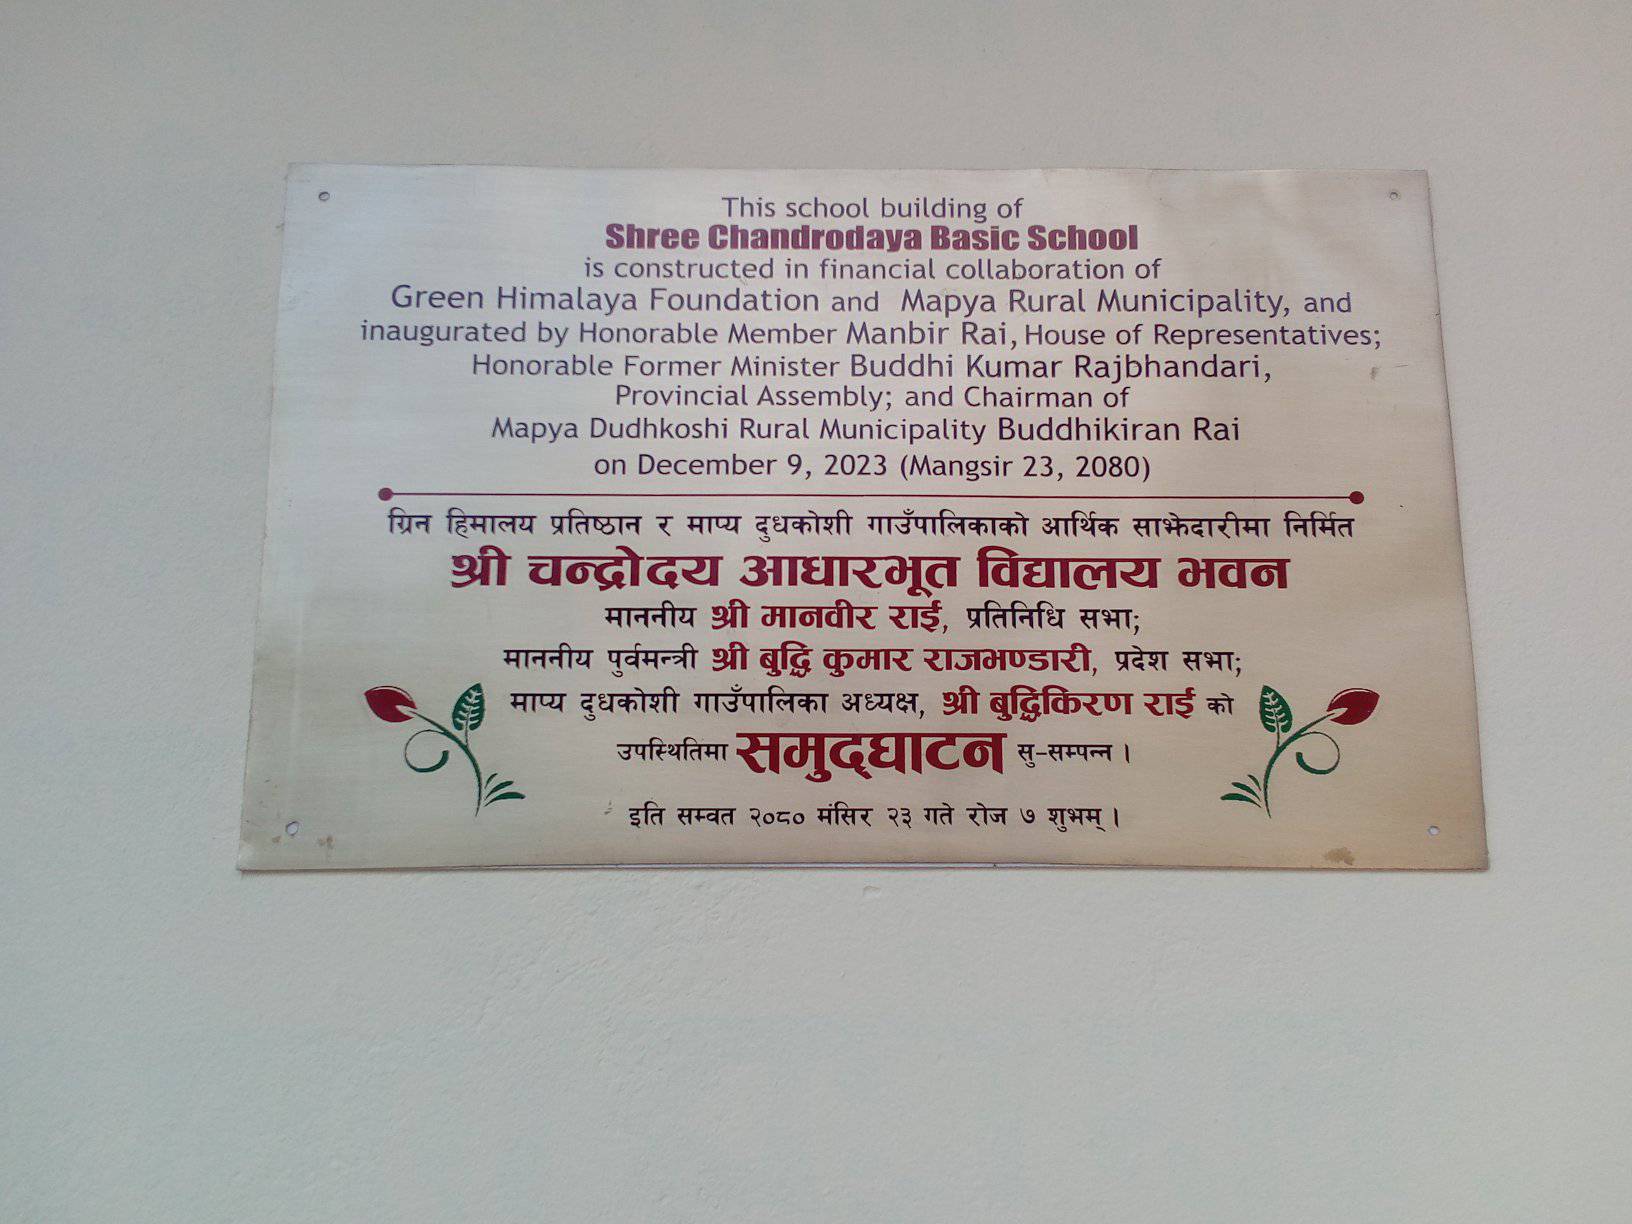 This school building of
Shree Chandrodaya Basic School
is constructed in financial collaboration of
Green Himalaya Foundation and Mapya Rural Municipality, and
inaugurated by Honorable Member Manbir Rai, House of Representatives;
Honorable Former Minister Buddhi Kumar Rajbhandari,
Provincial Assembly; and Chairman of
Mapya Dudhkoshi Rural Municipality Buddhikiran Rai
on December 9, 2023 (Mangsir 23, 2080)
ग्रिन हिमालय प्रतिष्ठान र माप्य दुधकोशी गाउँपालिकाको आर्थिक साझेदारीमा निर्मित
श्री चन्द्रोदय आधारभूत विद्यालय भवन
माननीय श्री मानवीर राई, प्रतिनिधि सभा;
माननीय पुर्वमन्त्री श्री बुद्धि कुमार राजभण्डारी, प्रदेश सभा;
माप्य दुधकोशी गाउँपालिका अध्यक्ष, श्री बुद्धिकिरण राई को
उपस्थितिमा समुद्घाटन सु-सम्पन्न ।
इति सम्वत २०८० मंसिर २३ गते रोज ७ शुभम् ।